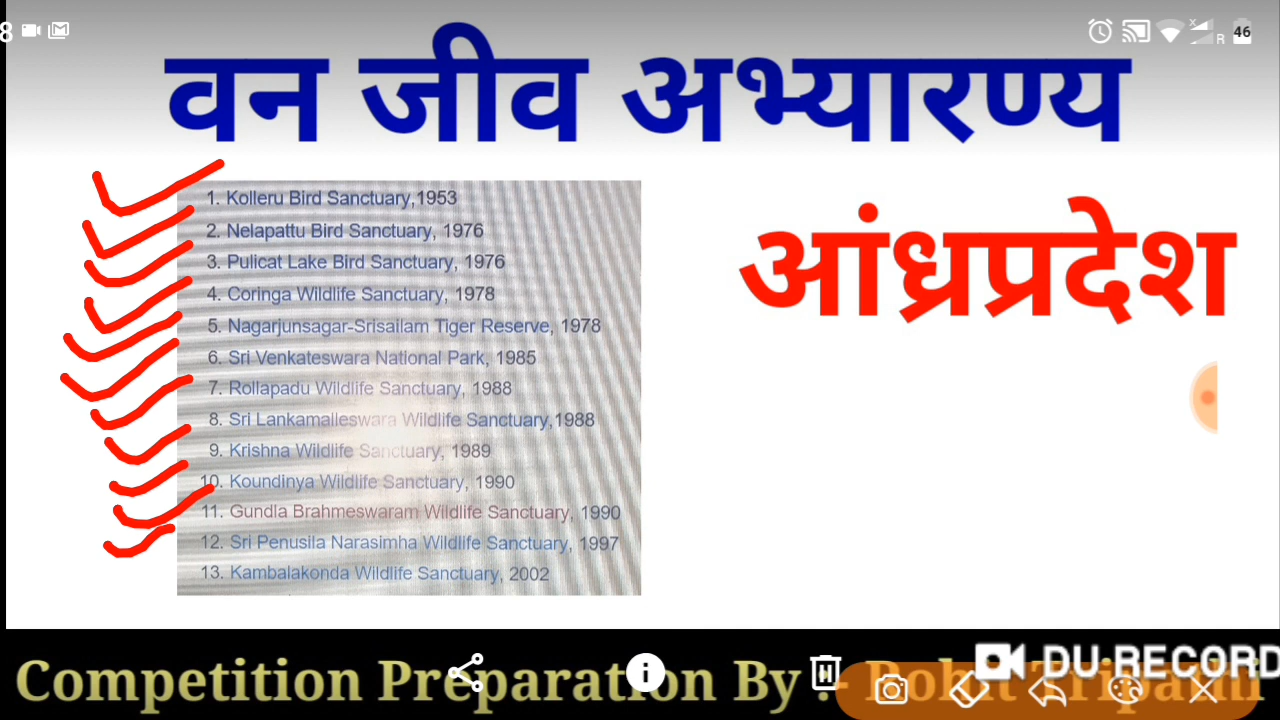 8
R 46
वन जीव अभ्यारण्य
1. Kolleru Bird Sanctuary,1953
2. Nelapattu Bird Sanctuary, 1976
3. Pulicat Lake Bird Sanctuary, 1976
4. Coringa Wildlife Sanctuary, 1978
5. Nagarjunsagar-Srisailam Tiger Reserve, 1978
6. Sri Venkateswara National Park, 1985
7. Rollapadu Wildlife Sanctuary, 1988
8. Sri Lankamalleswara Wildlife Sanctuary,1988
9. Krishna Wildlife Sanctuary, 1989
10. Koundinya Wildlife Sanctuary, 1990
11. Gundla Brahmeswaram Wildlife Sanctuary, 1990
12. Sri Penusila Narasimha Wildlife Sanctuary, 1997
13. Kambalakonda Wildlife Sanctuary, 2002
आंध्रप्रदेश
DU RECORD
Competition Preparation By :- Rohit Tripathi